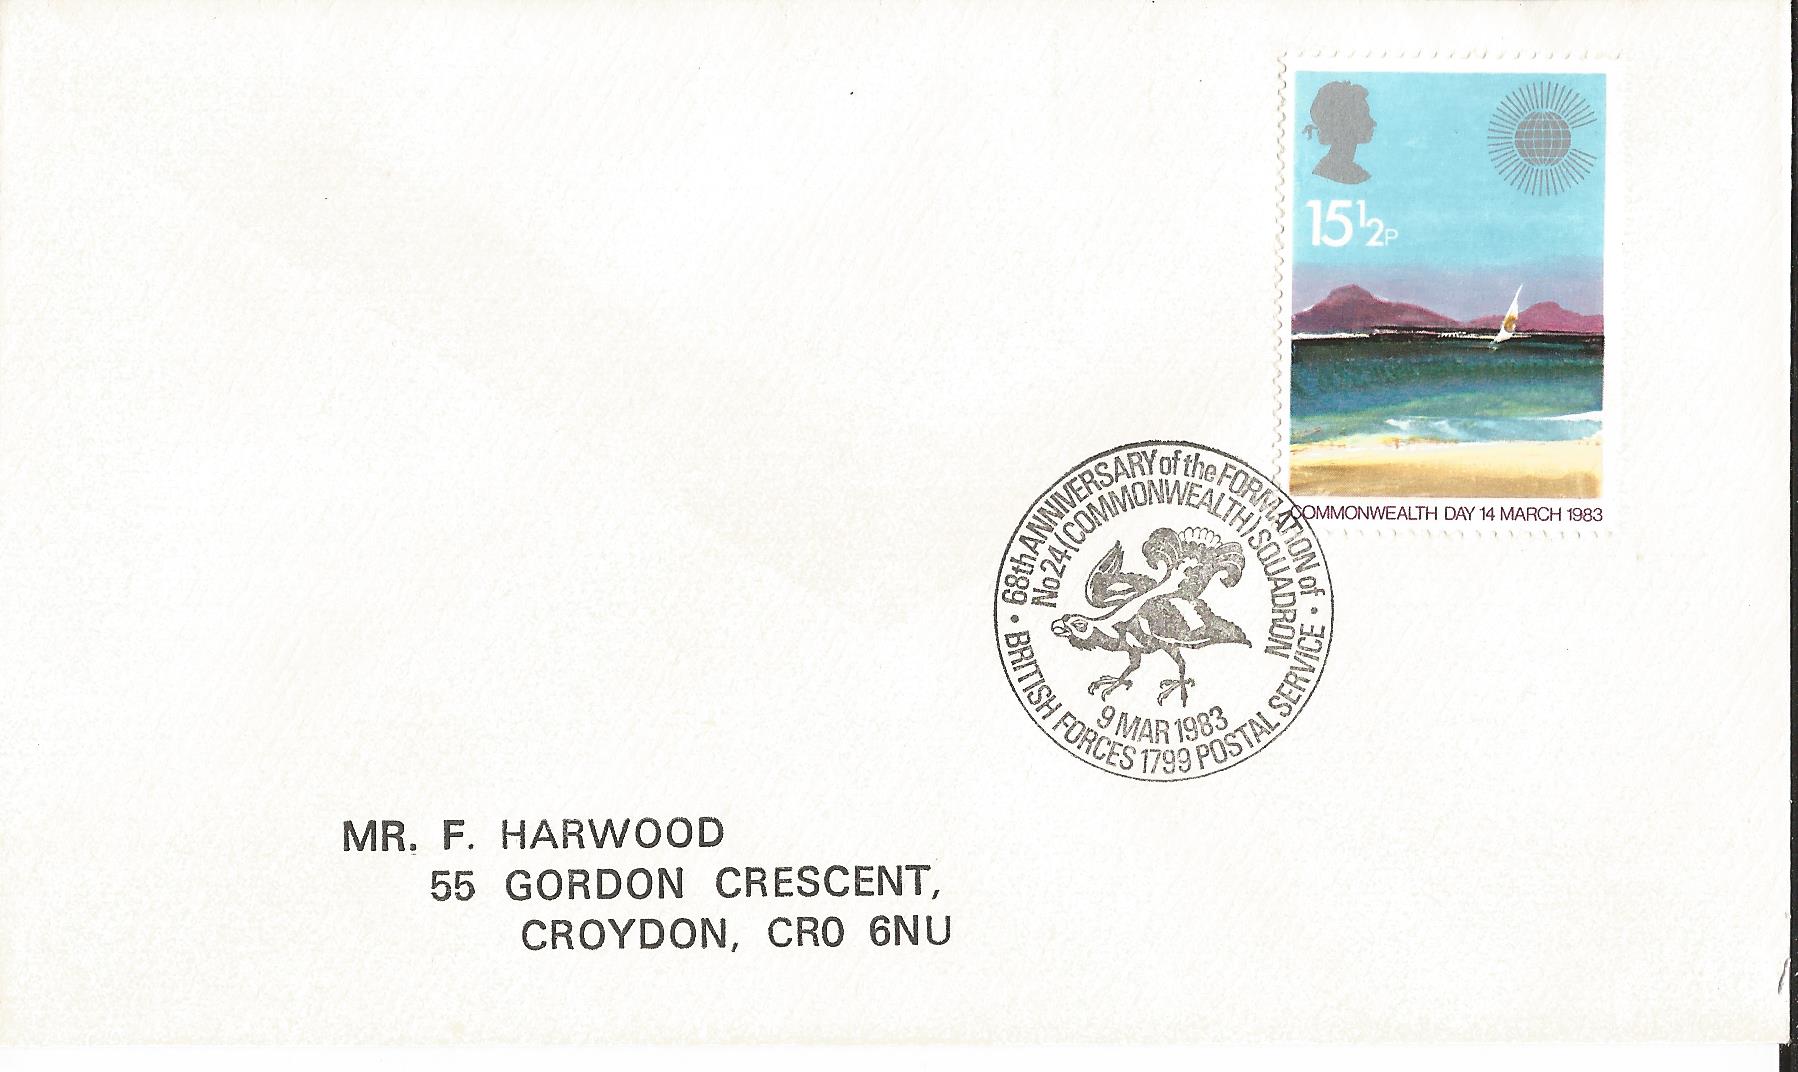 15½P
COMMONWEALTH DAY 14 MARCH 1983
68th ANNIVERSARY of the FORMATION of
No 24 (COMMONWEALTH) SQUADRON
9 MAR 1983
BRITISH FORCES 1799 POSTAL SERVICE
MR. F. HARWOOD
55 GORDON CRESCENT,
CROYDON, CR0 6NU